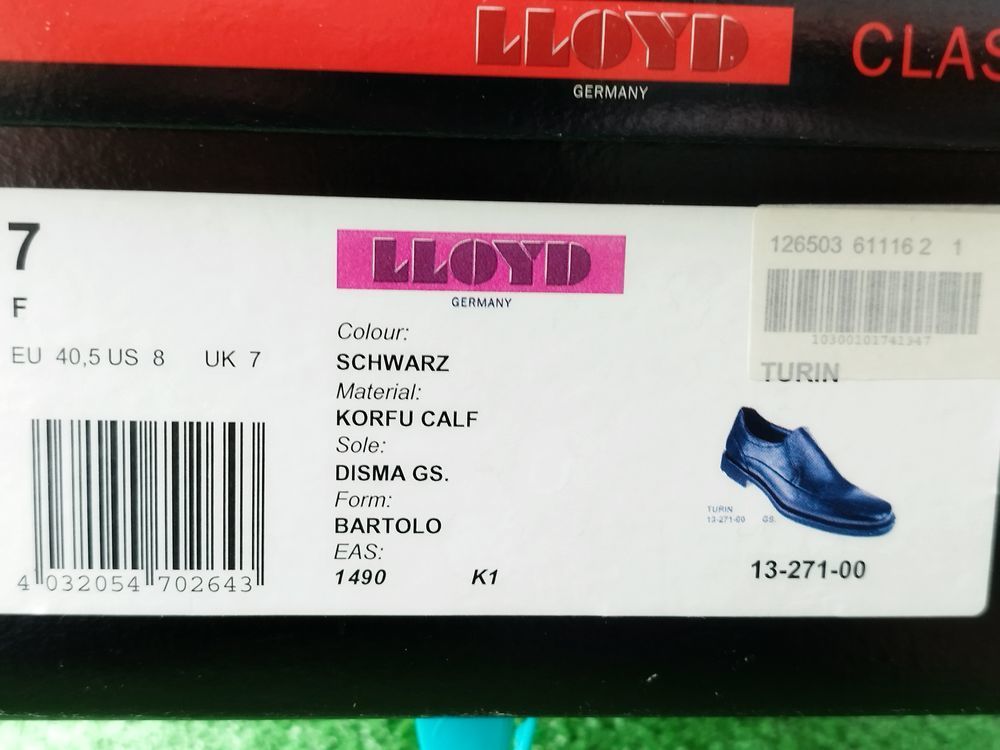 LLOYD
GERMANY
CLAS
7
F
EU 40,5 US 8 UK 7
4 032054 702643
LLOYD
GERMANY
Colour:
SCHWARZ
Material:
KORFU CALF
Sole:
DISMA GS.
Form:
BARTOLO
EAS:
1490 K1
126503 61116 2 1
10300101741347
TURIN
TURIN
13-271-00 GS.
13-271-00